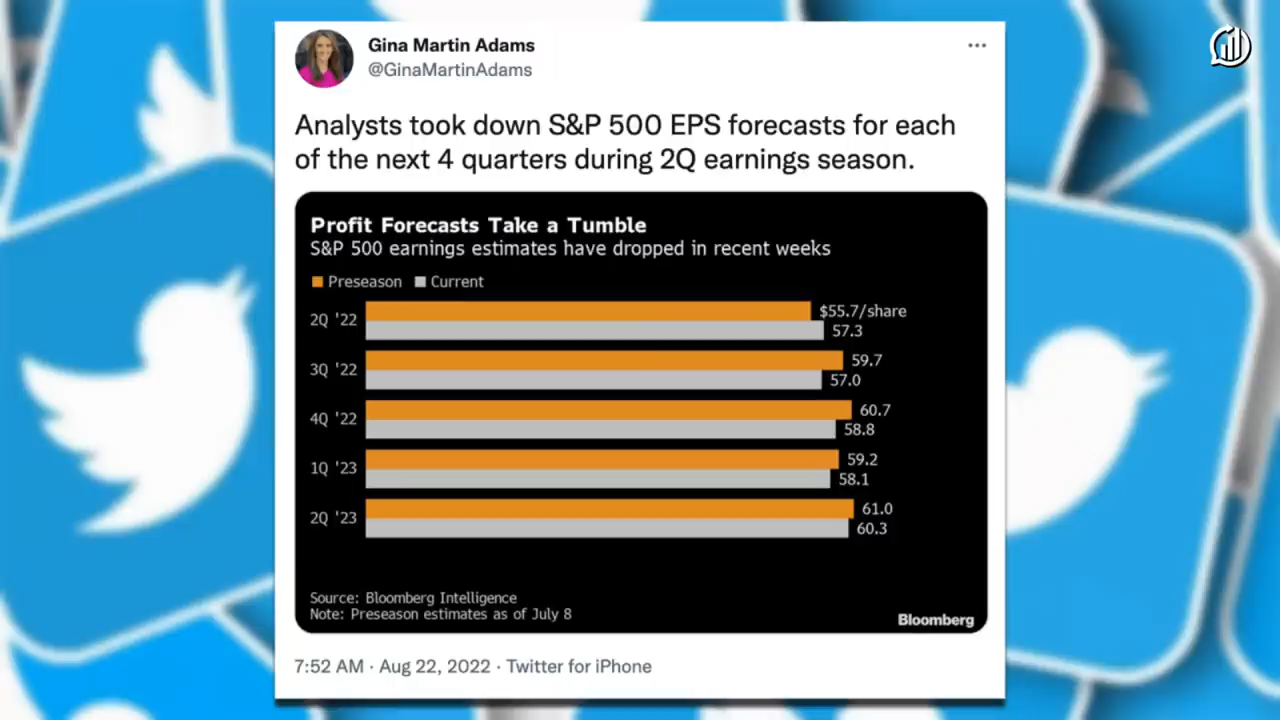 Gina Martin Adams
@GinaMartinAdams
Analysts took down S&P 500 EPS forecasts for each
of the next 4 quarters during 2Q earnings season.
Profit Forecasts Take a Tumble
S&P 500 earnings estimates have dropped in recent weeks
Preseason Current
2Q '22 $55.7/share
57.3
3Q '22 59.7
57.0
4Q '22 60.7
58.8
1Q '23 59.2
58.1
2Q '23 61.0
60.3
Source: Bloomberg Intelligence
Note: Preseason estimates as of July 8
Bloomberg
7:52 AM · Aug 22, 2022 · Twitter for iPhone